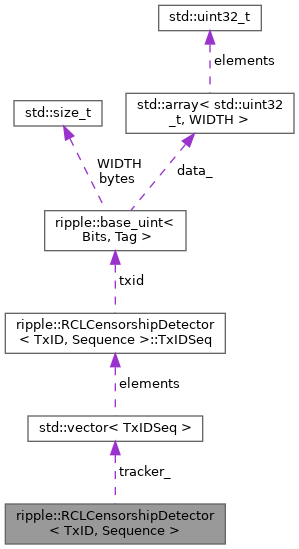 std::uint32_t
elements
std::size_t
std::array< std::uint32
_t, WIDTH >
WIDTH
bytes
data_
ripple::base_uint<
Bits, Tag >
txid
ripple::RCLCensorshipDetector
< TxID, Sequence >::TxIDSeq
elements
std::vector< TxIDSeq >
tracker_
ripple::RCLCensorshipDetector
< TxID, Sequence >